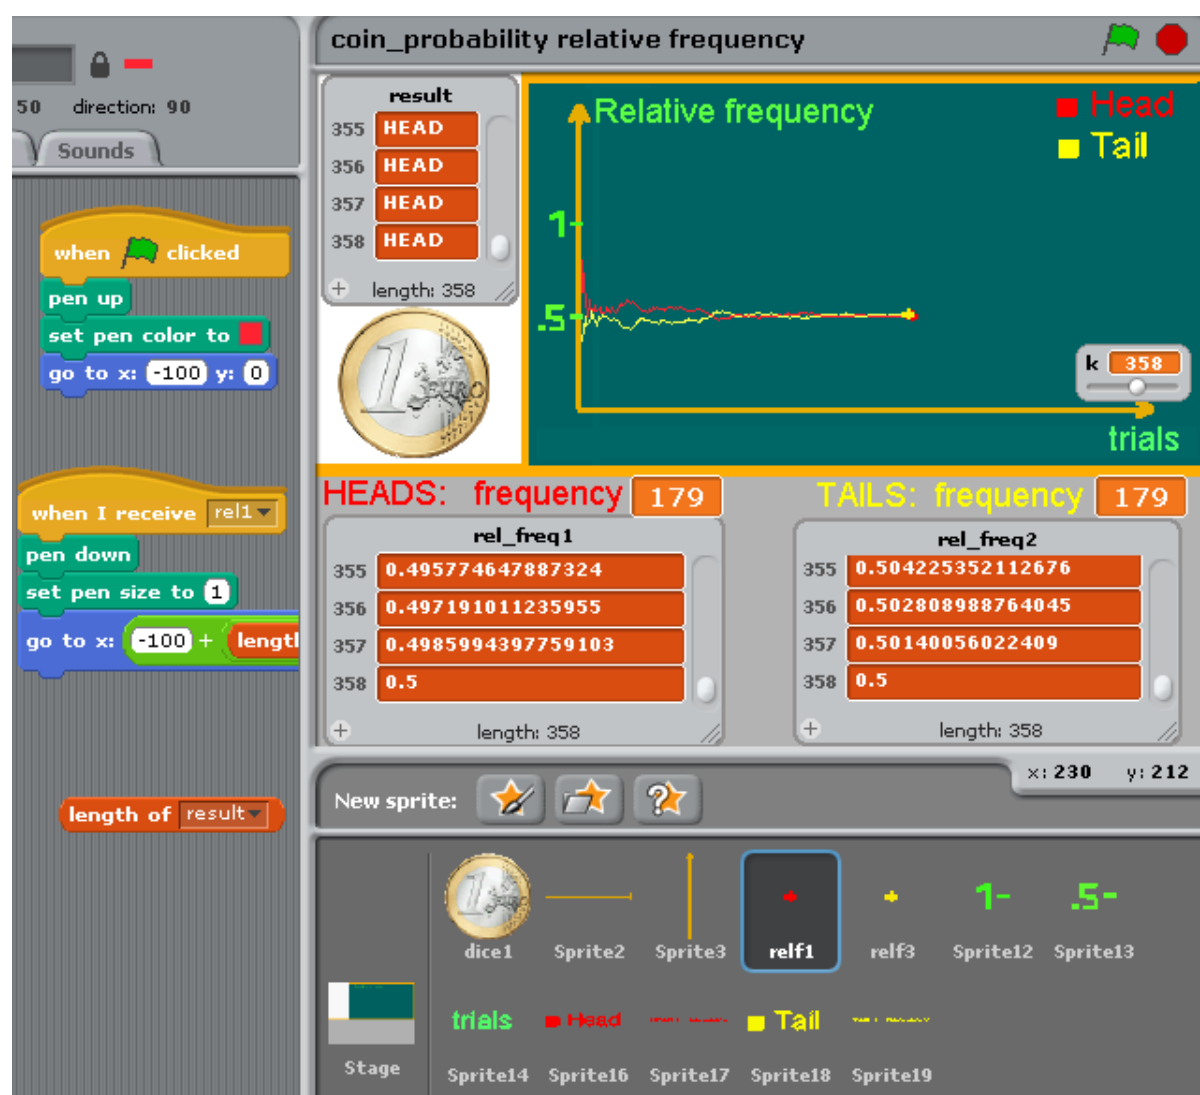 coin_probability relative frequency
50 direction: 90
Sounds
when clicked
pen up
set pen color to
go to x: -100 y: 0
when I receive rel1
pen down
set pen size to 1
go to x: -100 + lengt
length of result
result
355 HEAD
356 HEAD
357 HEAD
358 HEAD
+ length: 358
1 EURO
Relative frequency
Head
Tail
1-
.5-
k 358
trials
HEADS: frequency 179
TAILS: frequency 179
rel_freq1
355 0.495774647887324
356 0.497191011235955
357 0.4985994397759103
358 0.5
+ length: 358
rel_freq2
355 0.504225352112676
356 0.502808988764045
357 0.50140056022409
358 0.5
+ length: 358
x: 230 y: 212
New sprite:
1-
.5-
dice1 Sprite2 Sprite3 relf1 relf3 Sprite12 Sprite13
trials Head Tail
Stage
Sprite14 Sprite16 Sprite17 Sprite18 Sprite19